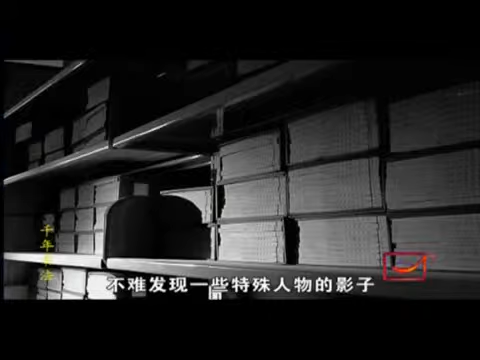 千年
不难发现一些特殊人物的影子